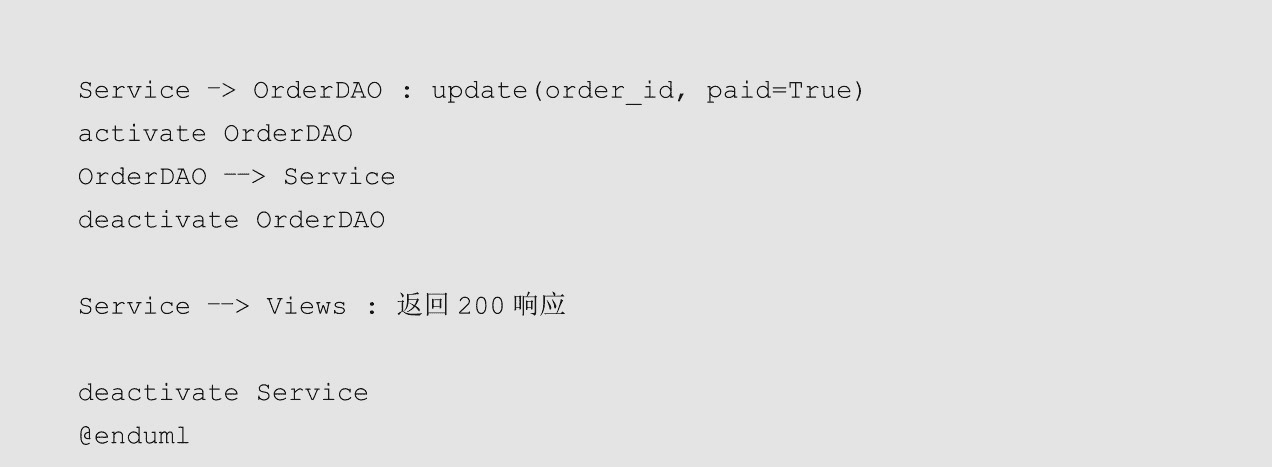 Service -> OrderDAO : update(order_id, paid=True)
activate OrderDAO
OrderDAO --> Service
deactivate OrderDAO
Service --> Views : 返回 200 响应
deactivate Service
@enduml